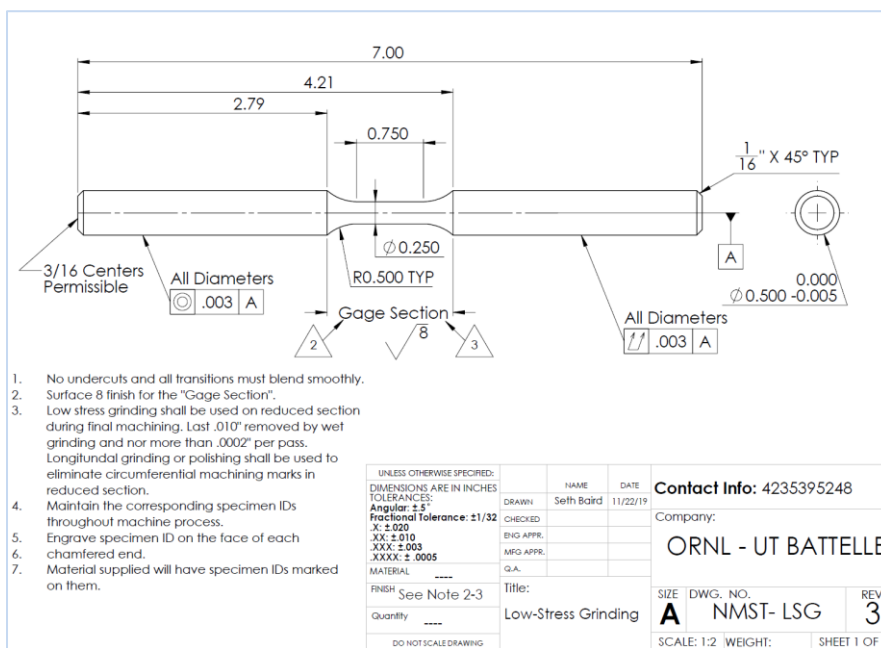 7.00
4.21
2.79
0.750
1/16" X 45° TYP
A
Ø0.250
R0.500 TYP
3/16 Centers
Permissible
All Diameters
◎ .003 A
Gage Section
2
8
3
0.000
Ø0.500 -0.005
All Diameters
.003 A
1. No undercuts and all transitions must blend smoothly.
2. Surface 8 finish for the "Gage Section".
3. Low stress grinding shall be used on reduced section
during final machining. Last .010" removed by wet
grinding and nor more than .0002" per pass.
Longitundal grinding or polishing shall be used to
eliminate circumferential machining marks in
reduced section.
4. Maintain the corresponding specimen IDs
throughout machine process.
5. Engrave specimen ID on the face of each
6. chamfered end.
7. Material supplied will have specimen IDs marked
on them.
UNLESS OTHERWISE SPECIFIED:
DIMENSIONS ARE IN INCHES
TOLERANCES:
Angular: ±.5°
Fractional Tolerance: ±1/32
.X: ±.020
.XX: ±.010
.XXX: ±.003
.XXXX: ± .0005
MATERIAL ----
FINISH See Note 2-3
Quantity ----
DO NOT SCALE DRAWING
NAME DATE
DRAWN Seth Baird 11/22/19
CHECKED
ENG APPR.
MFG APPR.
Q.A.
Title:
Low-Stress Grinding
Contact Info: 4235395248
Company:
ORNL - UT BATTELLE
SIZE DWG. NO. REV
A NMST- LSG 3
SCALE: 1:2 WEIGHT: SHEET 1 OF